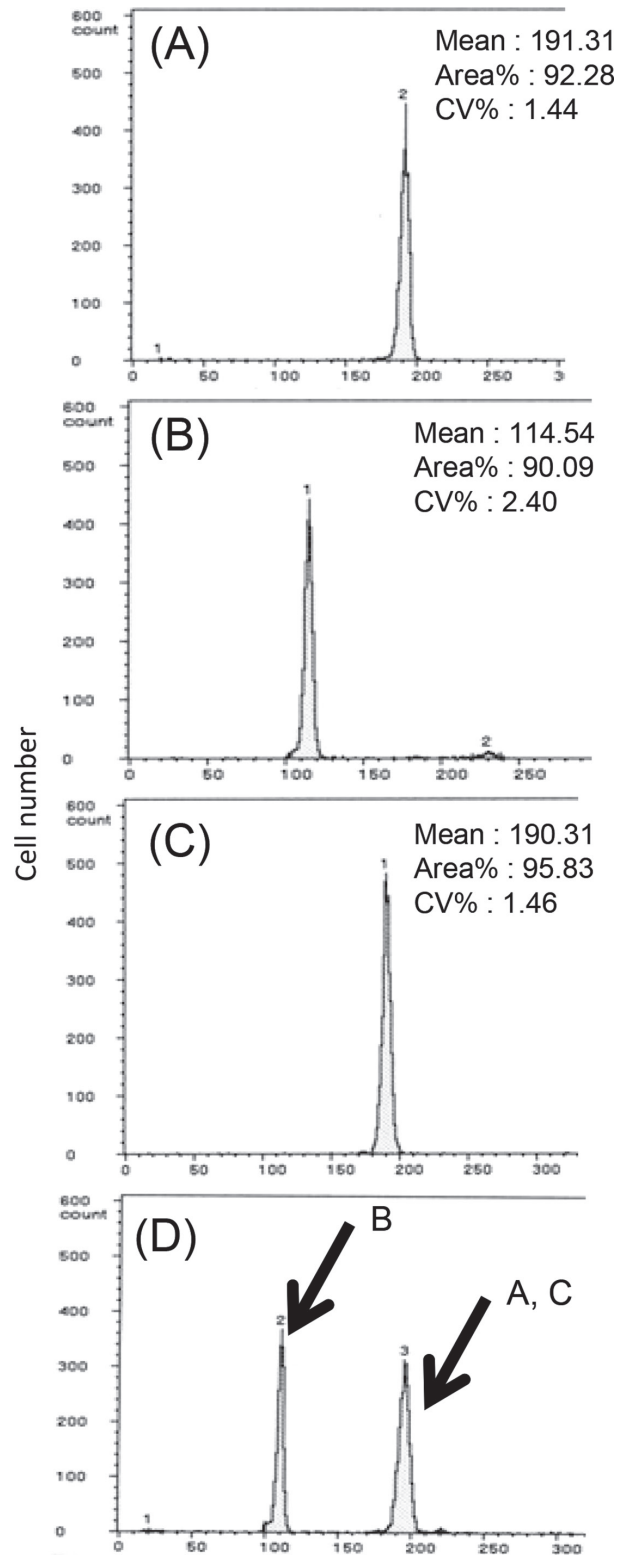 Cell number
600
count
500
400
300
200
100
0
(A)
Mean : 191.31
Area% : 92.28
CV% : 1.44
2
1
0 50 100 150 200 250 3
600
count
500
400
300
200
100
0
(B)
Mean : 114.54
Area% : 90.09
CV% : 2.40
1
2
0 50 100 150 200 250
600
count
500
400
300
200
100
0
(C)
Mean : 190.31
Area% : 95.83
CV% : 1.46
1
0 50 100 150 200 250 300
600
count
500
400
300
200
100
0
(D)
B
A, C
2
3
1
0 50 100 150 200 250 300